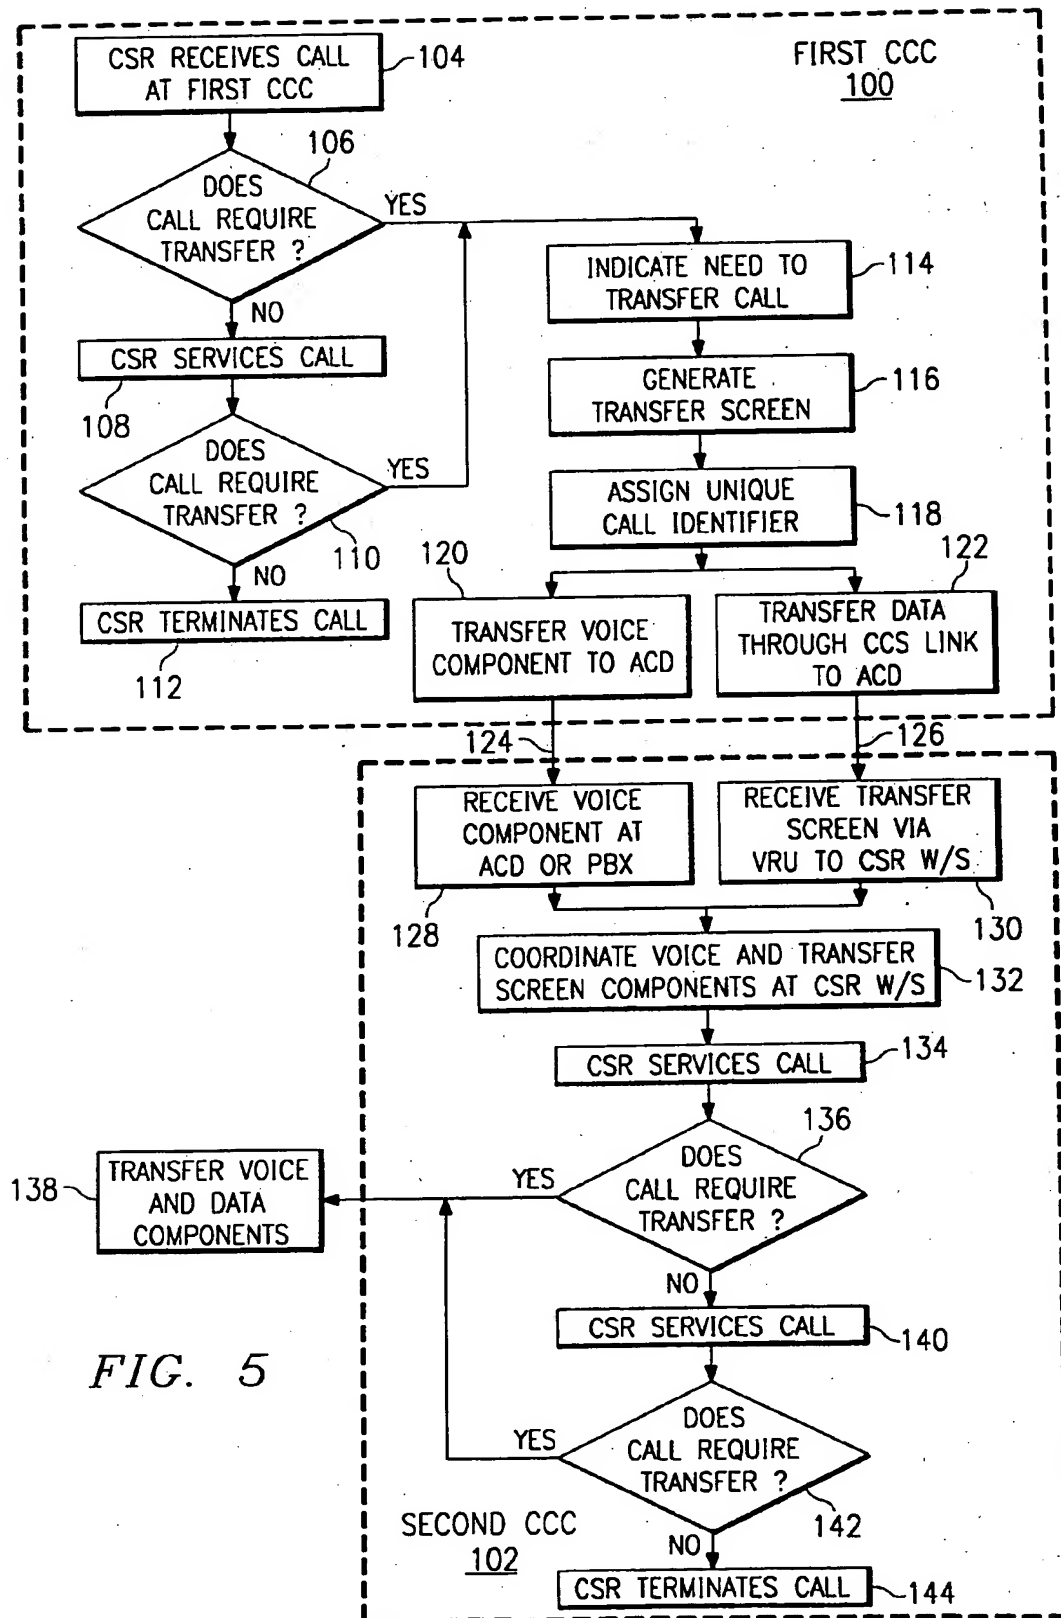 CSR RECEIVES CALL
AT FIRST CCC
104
FIRST CCC
100
106
DOES
CALL REQUIRE
TRANSFER ?
YES
NO
INDICATE NEED TO
TRANSFER CALL
114
CSR SERVICES CALL
108
GENERATE
TRANSFER SCREEN
116
DOES
CALL REQUIRE
TRANSFER ?
YES
110
NO
ASSIGN UNIQUE
CALL IDENTIFIER
118
CSR TERMINATES CALL
112
120
TRANSFER VOICE
COMPONENT TO ACD
122
TRANSFER DATA
THROUGH CCS LINK
TO ACD
124
126
RECEIVE VOICE
COMPONENT AT
ACD OR PBX
128
RECEIVE TRANSFER
SCREEN VIA
VRU TO CSR W/S
130
COORDINATE VOICE AND TRANSFER
SCREEN COMPONENTS AT CSR W/S
132
CSR SERVICES CALL
134
136
DOES
CALL REQUIRE
TRANSFER ?
YES
138
TRANSFER VOICE
AND DATA
COMPONENTS
NO
CSR SERVICES CALL
140
FIG. 5
DOES
CALL REQUIRE
TRANSFER ?
YES
142
SECOND CCC
102
NO
CSR TERMINATES CALL
144